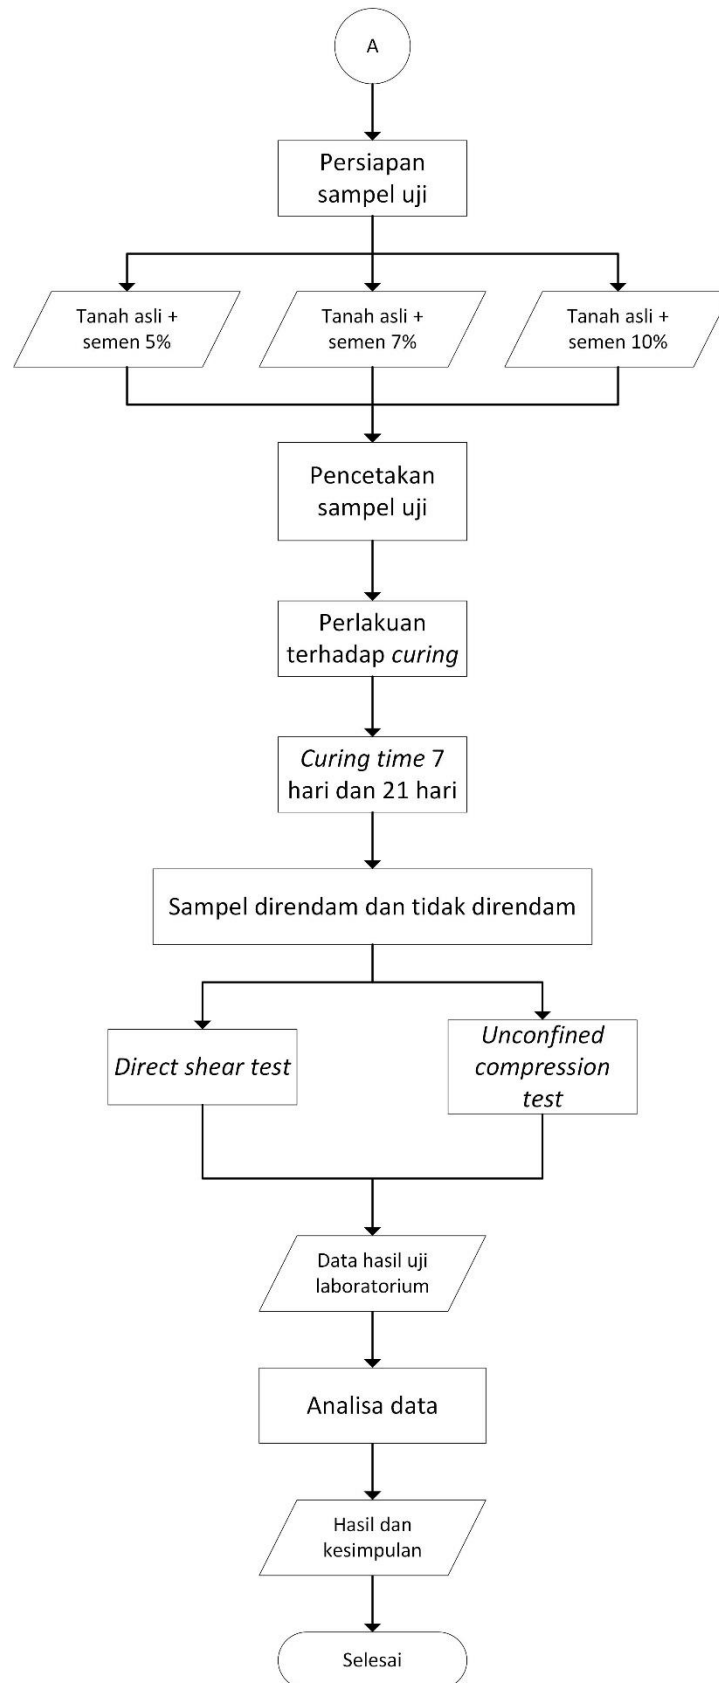 A
Persiapan
sampel uji
Tanah asli +
semen 5%
Tanah asli +
semen 7%
Tanah asli +
semen 10%
Pencetakan
sampel uji
Perlakuan
terhadap curing
Curing time 7
hari dan 21 hari
Sampel direndam dan tidak direndam
Direct shear test
Unconfined
compression
test
Data hasil uji
laboratorium
Analisa data
Hasil dan
kesimpulan
Selesai